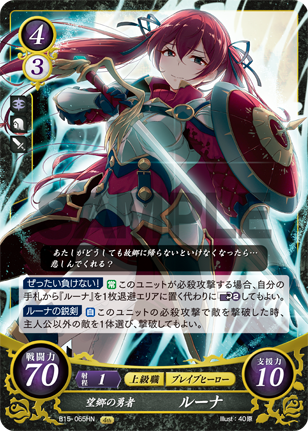 4
3
SAMPLE
あたしがどうしても故郷に帰らないといけなくなったら…
悲しんでくれる?
ぜったい負けない! 常 このユニットが必殺攻撃する場合、自分の
手札から『ルーナ』を1枚退避エリアに置く代わりに 2 してもよい。
ルーナの鋭剣 自 このユニットの必殺攻撃で敵を撃破した時、
主人公以外の敵を1体選び、撃破してもよい。
戦闘力
70
射程 1 上級職 ブレイブヒーロー
支援力
10
望郷の勇者 ルーナ
B15-065HN Illust:40原